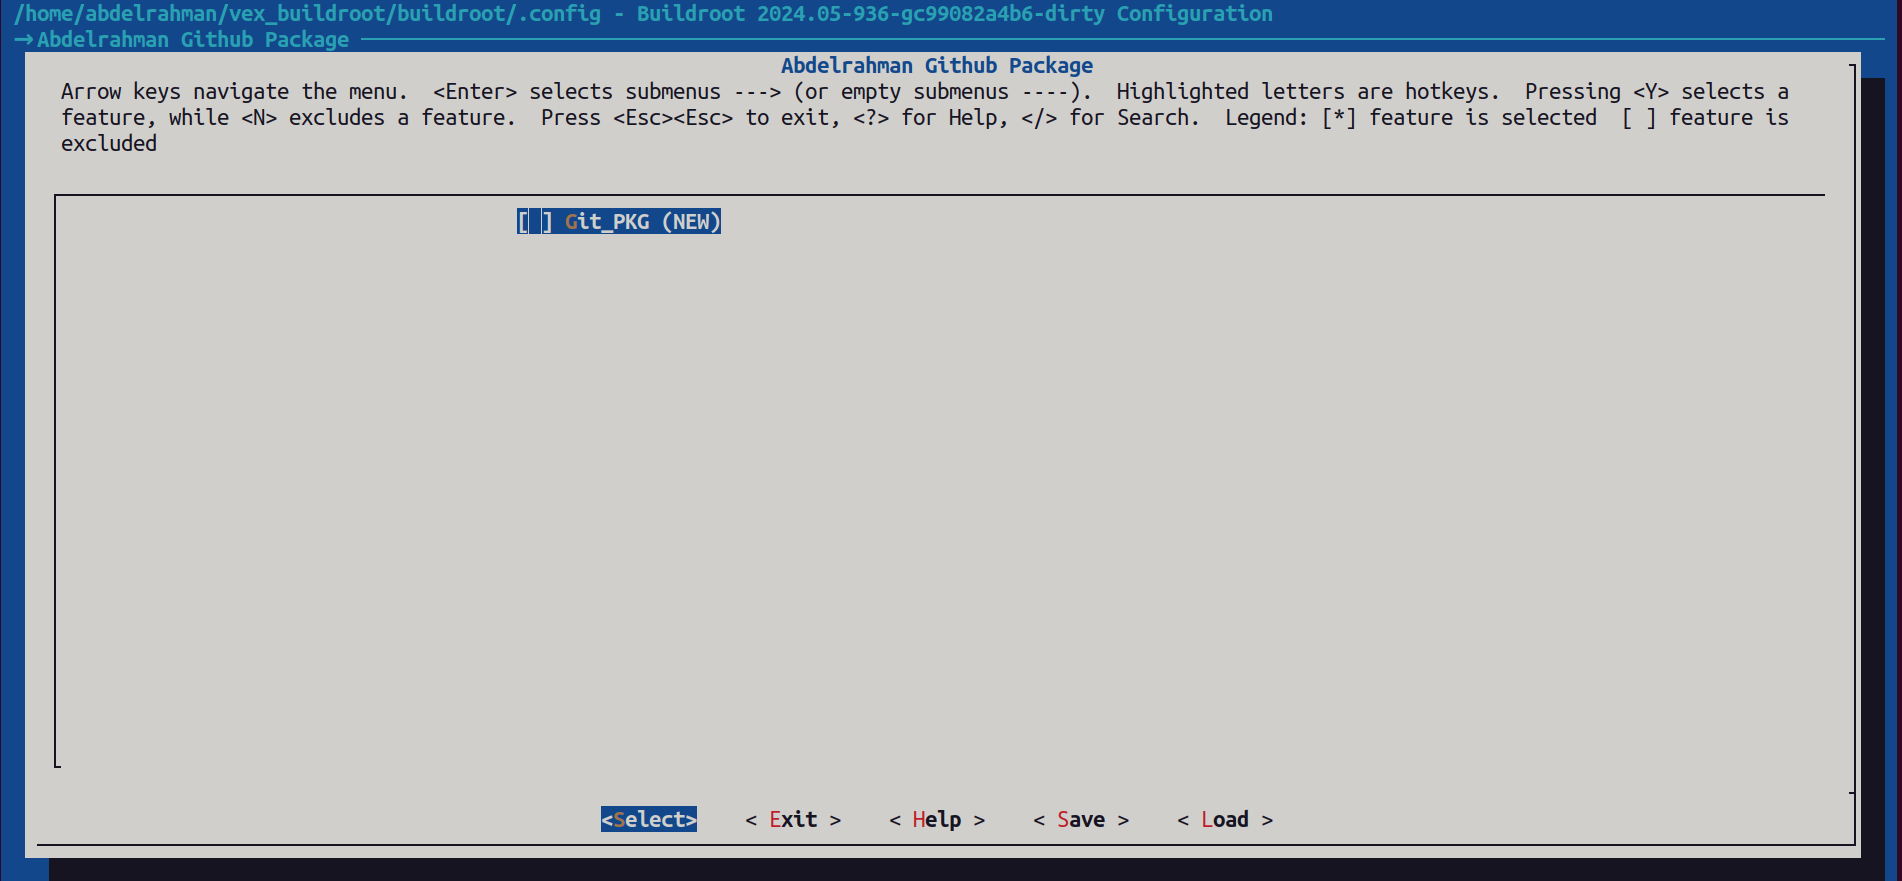 /home/abdelrahman/vex_buildroot/buildroot/.config - Buildroot 2024.05-936-gc99082a4b6-dirty Configuration
→Abdelrahman Github Package
Abdelrahman Github Package
Arrow keys navigate the menu.  <Enter> selects submenus ---> (or empty submenus ----).  Highlighted letters are hotkeys.  Pressing <Y> selects a
feature, while <N> excludes a feature.  Press <Esc><Esc> to exit, <?> for Help, </> for Search.  Legend: [*] feature is selected  [ ] feature is
excluded
[ ] Git_PKG (NEW)
<Select>    < Exit >    < Help >    < Save >    < Load >